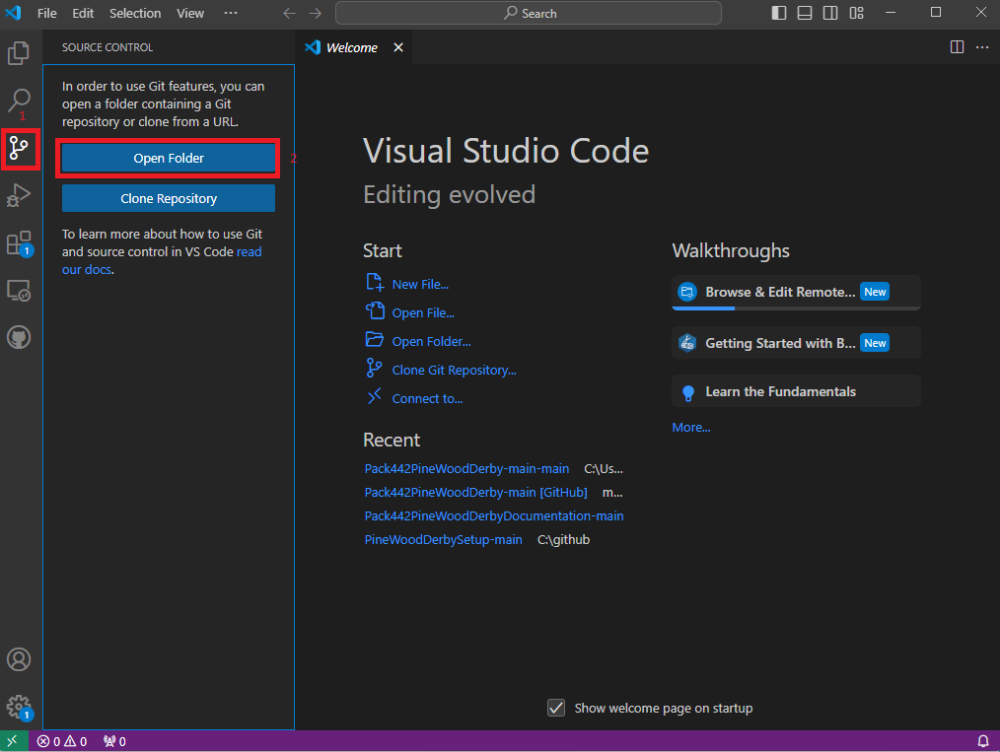 File Edit Selection View ··· Search
SOURCE CONTROL
Welcome
In order to use Git features, you can
open a folder containing a Git
repository or clone from a URL.
1
Open Folder
2
Clone Repository
To learn more about how to use Git
and source control in VS Code read
our docs.
1
1
Visual Studio Code
Editing evolved
Start
New File...
Open File...
Open Folder...
Clone Git Repository...
Connect to...
Recent
Pack442PineWoodDerby-main-main C:\Us...
Pack442PineWoodDerby-main [GitHub] m...
Pack442PineWoodDerbyDocumentation-main
PineWoodDerbySetup-main C:\github
Walkthroughs
Browse & Edit Remote... New
Getting Started with B... New
Learn the Fundamentals
More...
Show welcome page on startup
0 0 0